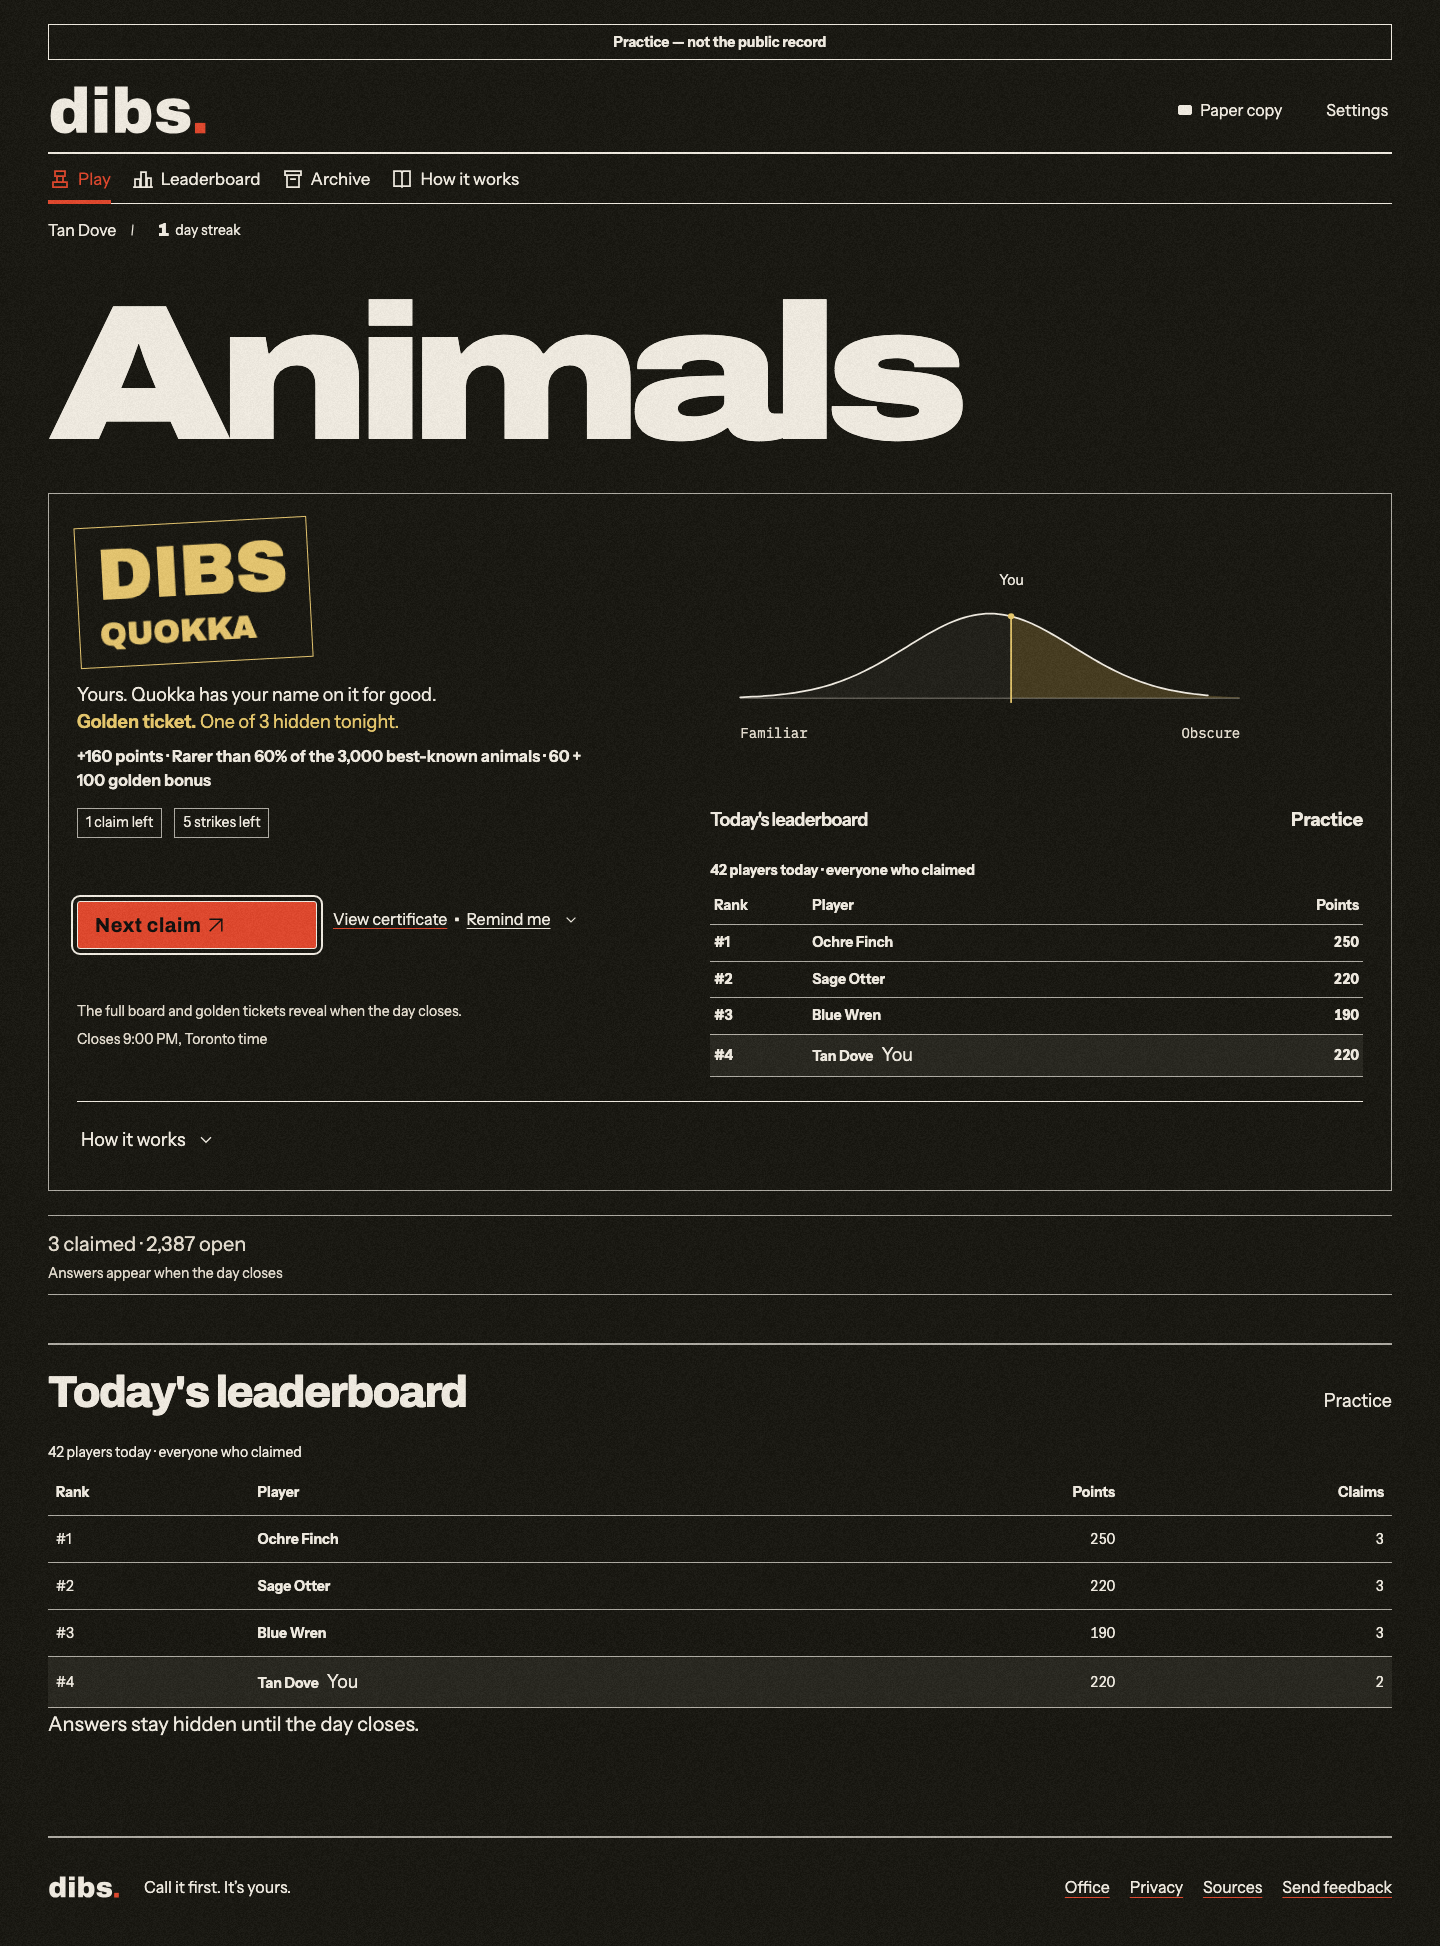 Practice — not the public record
dibs.
Paper copy
Settings
Play
Leaderboard
Archive
How it works
Tan Dove / 1 day streak
Animals
DIBS
QUOKKA
Yours. Quokka has your name on it for good.
Golden ticket. One of 3 hidden tonight.
+160 points · Rarer than 60% of the 3,000 best-known animals · 60 +
100 golden bonus
1 claim left
5 strikes left
Next claim
View certificate · Remind me
The full board and golden tickets reveal when the day closes.
Closes 9:00 PM, Toronto time
You
Familiar
Obscure
Today's leaderboard
Practice
42 players today · everyone who claimed
Rank Player Points
#1 Ochre Finch 250
#2 Sage Otter 220
#3 Blue Wren 190
#4 Tan Dove You 220
How it works
3 claimed · 2,387 open
Answers appear when the day closes
Today's leaderboard
Practice
42 players today · everyone who claimed
Rank Player Points Claims
#1 Ochre Finch 250 3
#2 Sage Otter 220 3
#3 Blue Wren 190 3
#4 Tan Dove You 220 2
Answers stay hidden until the day closes.
dibs. Call it first. It's yours.
Office Privacy Sources Send feedback